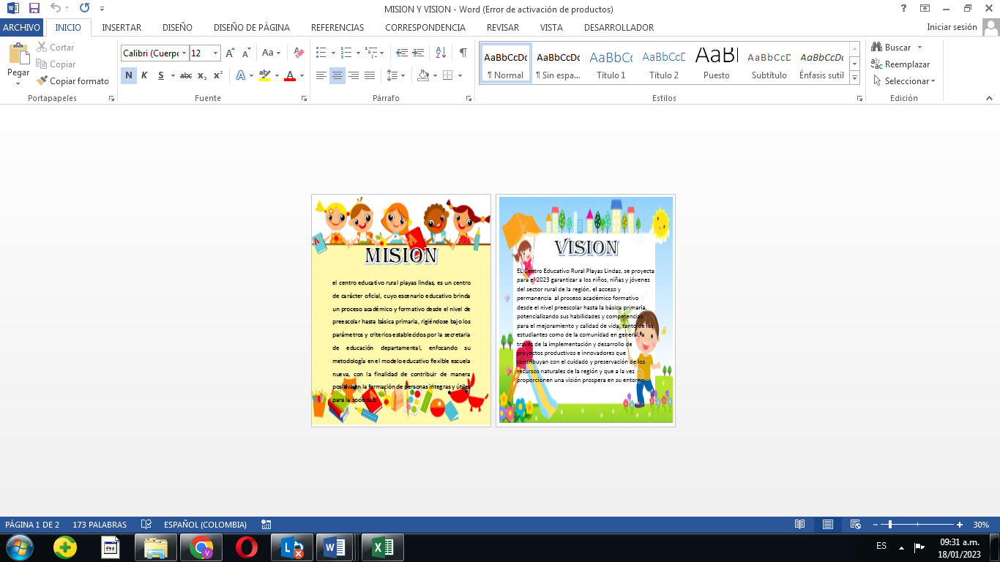 MISION Y VISION - Word (Error de activación de productos)
ARCHIVO INICIO INSERTAR DISEÑO DISEÑO DE PÁGINA REFERENCIAS CORRESPONDENCIA REVISAR VISTA DESARROLLADOR Iniciar sesión
Pegar
Cortar
Copiar
Copiar formato
Portapapeles
Calibri (Cuerpo 12
N K S abc x₂ x²
Fuente
Párrafo
AaBbCcDc AaBbCcDc AaBbCc AaBbCcD AaBl AaBbCcD AaBbCcDc
¶ Normal ¶ Sin espa... Título 1 Título 2 Puesto Subtítulo Énfasis sutil
Estilos
Buscar
Reemplazar
Seleccionar
Edición
MISION
el centro educativo rural playas lindas, es un centro
de carácter oficial, cuyo escenario educativo brinda
un proceso académico y formativo desde el nivel de
preescolar hasta básica primaria, rigiéndose bajo los
parámetros y criterios establecidos por la secretaria
de educación departamental, enfocando su
metodología en el modelo educativo flexible escuela
nueva, con la finalidad de contribuir de manera
positiva en la formación de personas integras y útiles
para la sociedad.
VISION
EL Centro Educativo Rural Playas Lindas, se proyecta
para el 2023 garantizar a los niños, niñas y jóvenes
del sector rural de la región, el acceso y
permanencia al proceso académico formativo
desde el nivel preescolar hasta la básica primaria,
potencializando sus habilidades y competencias
para el mejoramiento y calidad de vida, tanto de los
estudiantes como de la comunidad en general, a
través de la implementación y desarrollo de
proyectos productivos e innovadores que
contribuyan con el cuidado y preservación de los
recursos naturales de la región y que a la vez
proporcionen una visión prospera en su entorno.
PÁGINA 1 DE 2 173 PALABRAS ESPAÑOL (COLOMBIA) 30%
ES
09:31 a.m.
18/01/2023